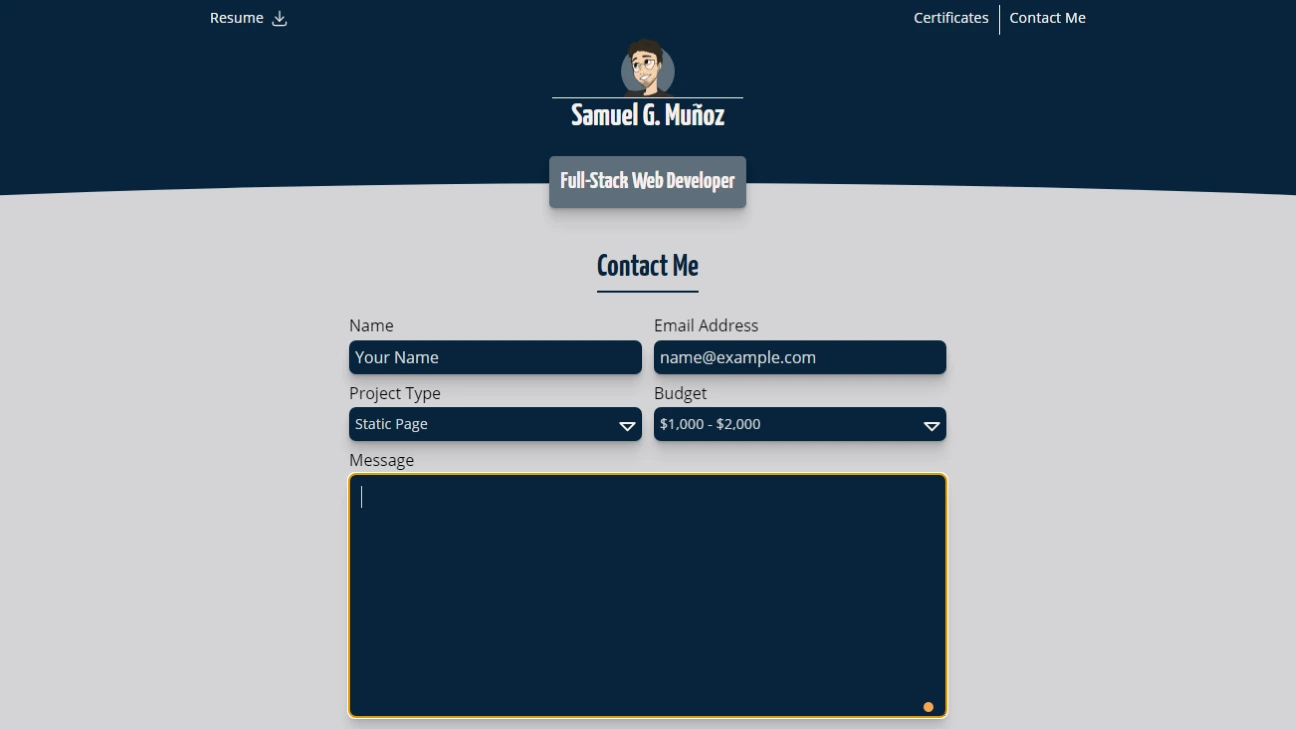 Resume
Certificates
Contact Me
Samuel G. Muñoz
Full-Stack Web Developer
Contact Me
Name
Email Address
Your Name
name@example.com
Project Type
Budget
Static Page
$1,000 - $2,000
Message